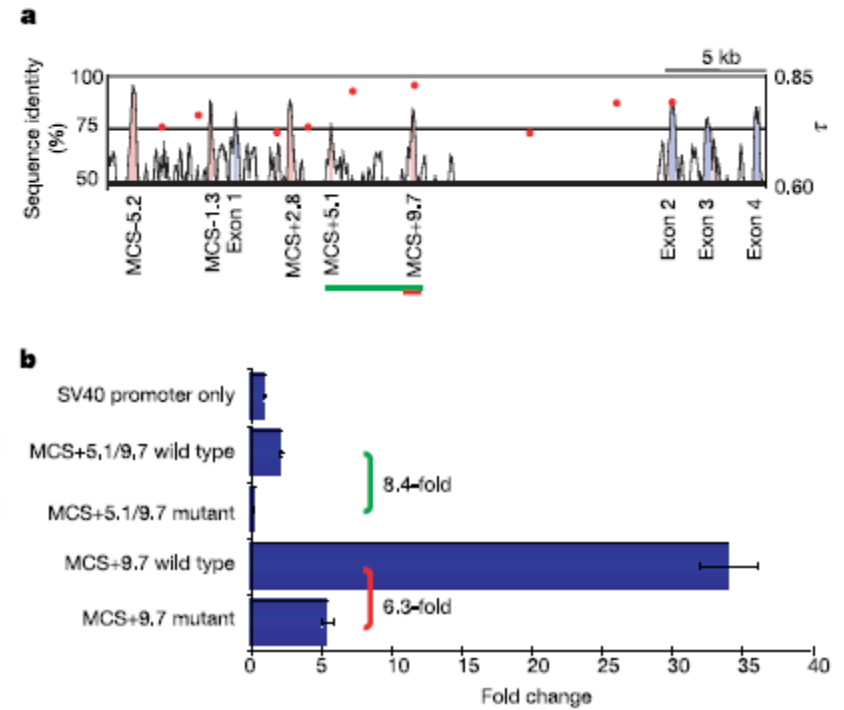 a
5 kb
Sequence identity
(%)
100
75
50
0.85
τ
0.60
MCS–5.2
MCS-1.3
Exon 1
MCS+2.8
MCS+5.1
MCS+9.7
Exon 2
Exon 3
Exon 4
b
SV40 promoter only
MCS+5.1/9.7 wild type
MCS+5.1/9.7 mutant
MCS+9.7 wild type
MCS+9.7 mutant
8.4-fold
6.3-fold
0 5 10 15 20 25 30 35 40
Fold change